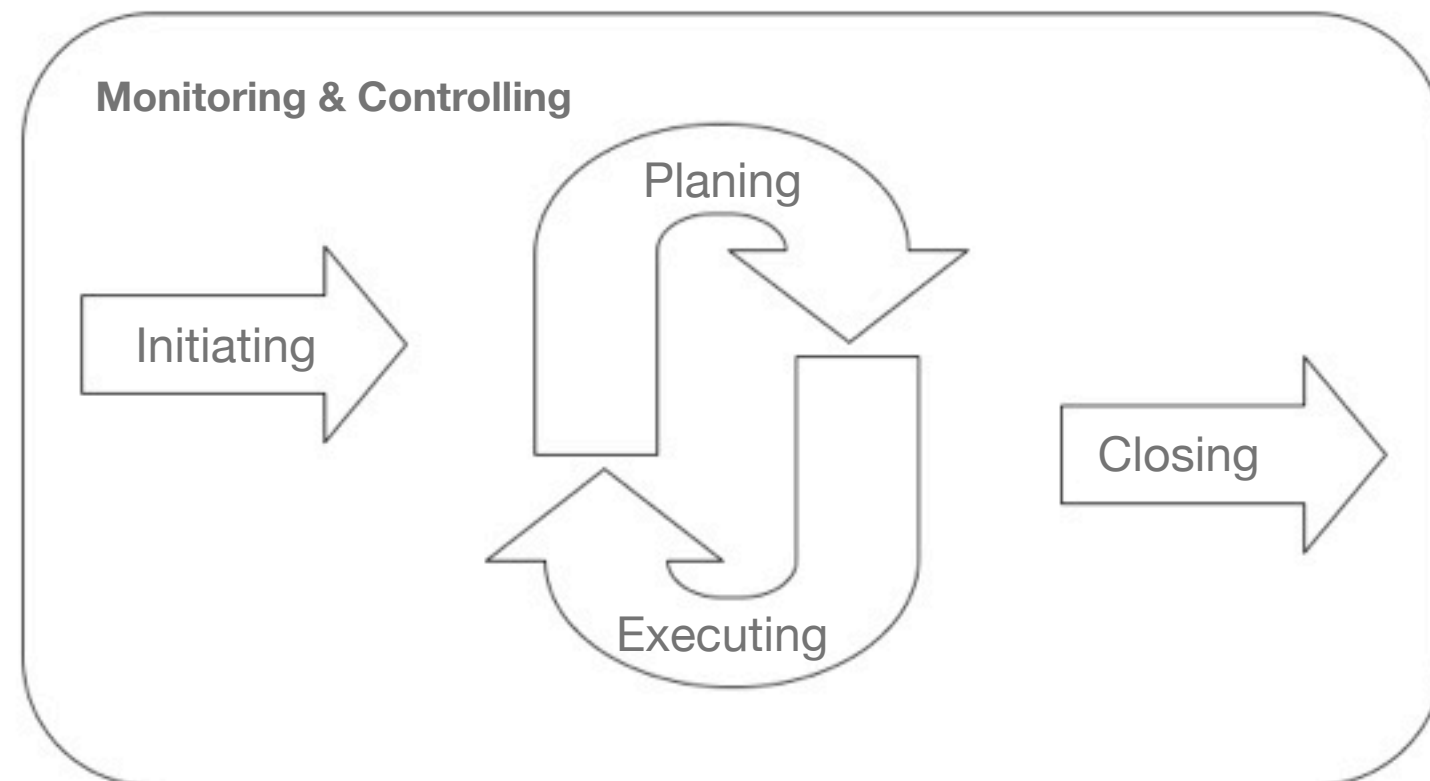 Monitoring & Controlling
Planing
Initiating
Closing
Executing